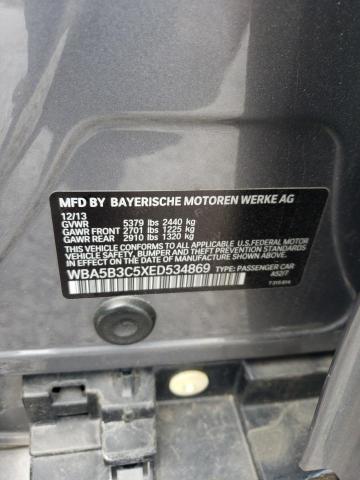 MFD BY BAYERISCHE MOTOREN WERKE AG
12/13
GVWR 5379 lbs 2440 kg
GAWR FRONT 2701 lbs 1225 kg
GAWR REAR 2910 lbs 1320 kg
THIS VEHICLE CONFORMS TO ALL APPLICABLE U.S.FEDERAL MOTOR
VEHICLE SAFETY, BUMPER AND THEFT PREVENTION STANDARDS
IN EFFECT ON THE DATE OF MANUFACTURE SHOWN ABOVE.
WBA5B3C5XED534869 TYPE: PASSENGER CAR
A52/7